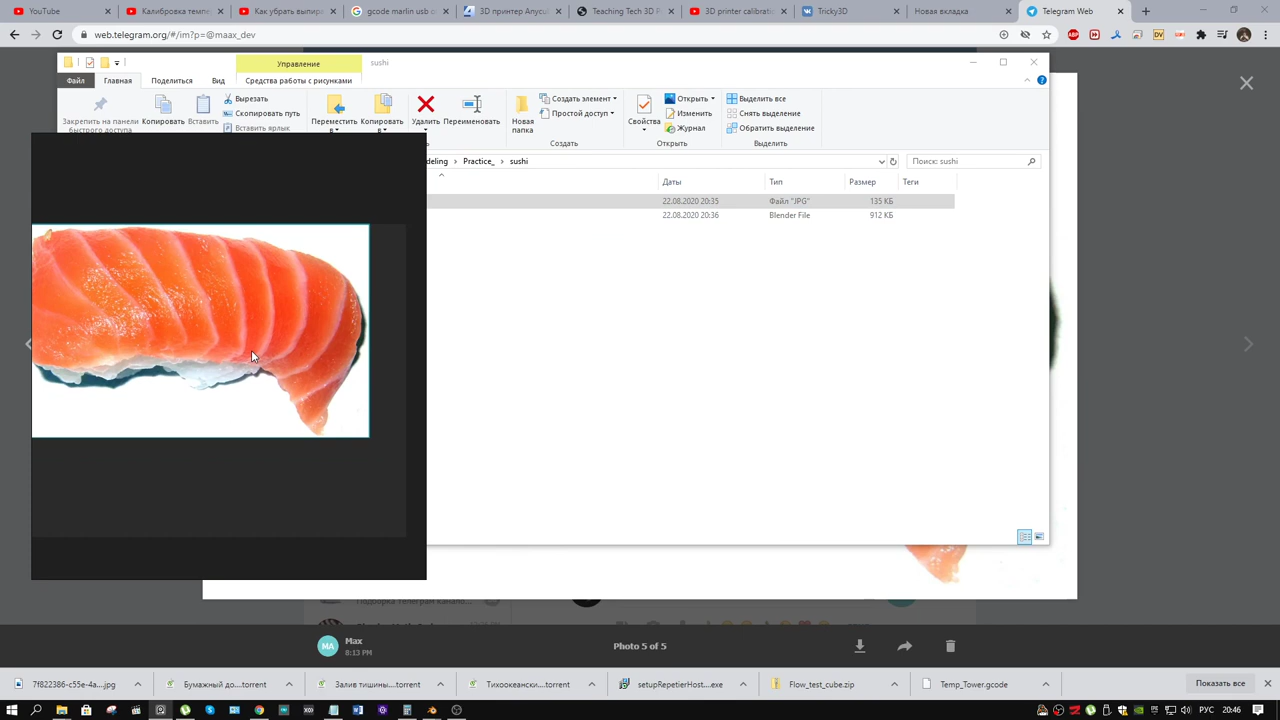 YouTube
Калибровка темпе
Как убрать выпира
gcode marlin usb o
3D принтер Anycu
Teaching Tech 3D P
3D printer calibratio
Tricky3D
Новая вкладка
Telegram Web
web.telegram.org/#/im?p=@maax_dev
Управление
sushi
Файл
Главная
Поделиться
Вид
Средства работы с рисунками
Закрепить на панели
быстрого доступа
Копировать
Вставить
Вырезать
Скопировать путь
Вставить ярлык
Переместить
в
Копировать
в
Удалить
Переименовать
Новая
папка
Создать элемент
Простой доступ
Создать
Свойства
Открыть
Изменить
Журнал
Открыть
Выделить все
Снять выделение
Обратить выделение
Выделить
deling
Practice_
sushi
Поиск: sushi
Даты
Тип
Размер
Теги
22.08.2020 20:35
Файл "JPG"
135 КБ
22.08.2020 20:36
Blender File
912 КБ
MA
Max
8:13 PM
Photo 5 of 5
7f822386-c55e-4a....jpg
Бумажный до....torrent
Залив тишины....torrent
Тихоокеански....torrent
setupRepetierHost....exe
Flow_test_cube.zip
Temp_Tower.gcode
Показать все
РУС
20:46